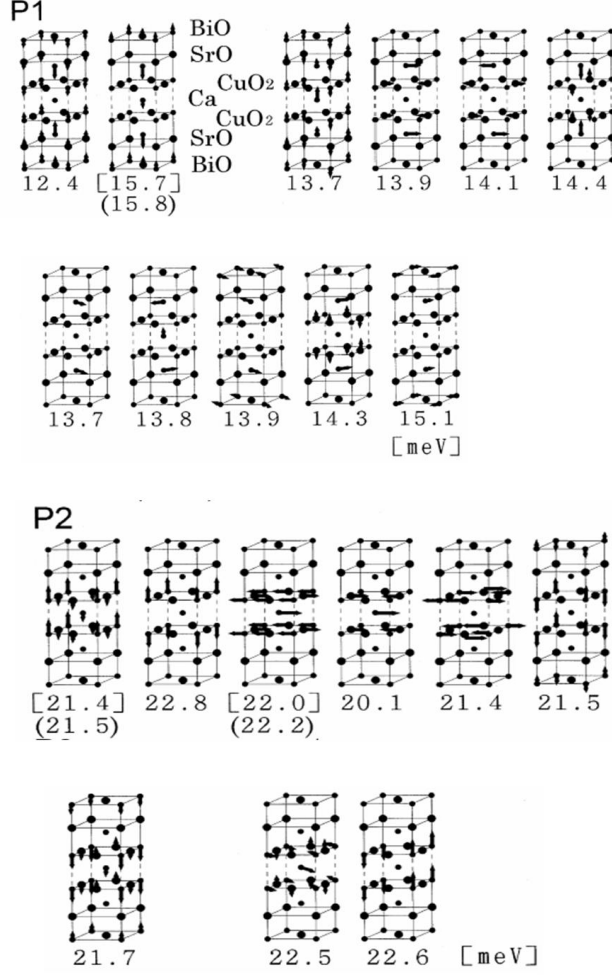 P1
BiO
SrO
CuO₂
Ca
CuO₂
SrO
BiO
12.4 [15.7] 13.7 13.9 14.1 14.4
(15.8)
13.7 13.8 13.9 14.3 15.1
[meV]
P2
[21.4] 22.8 [22.0] 20.1 21.4 21.5
(21.5) (22.2)
21.7 22.5 22.6 [meV]